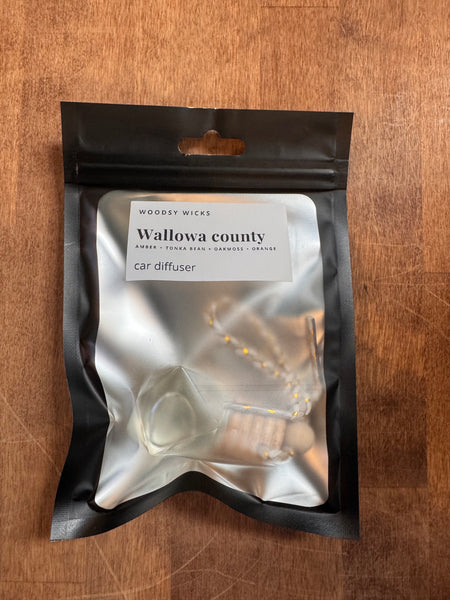 WOODSY WICKS
Wallowa county
AMBER • TONKA BEAN • OAKMOSS • ORANGE
car diffuser